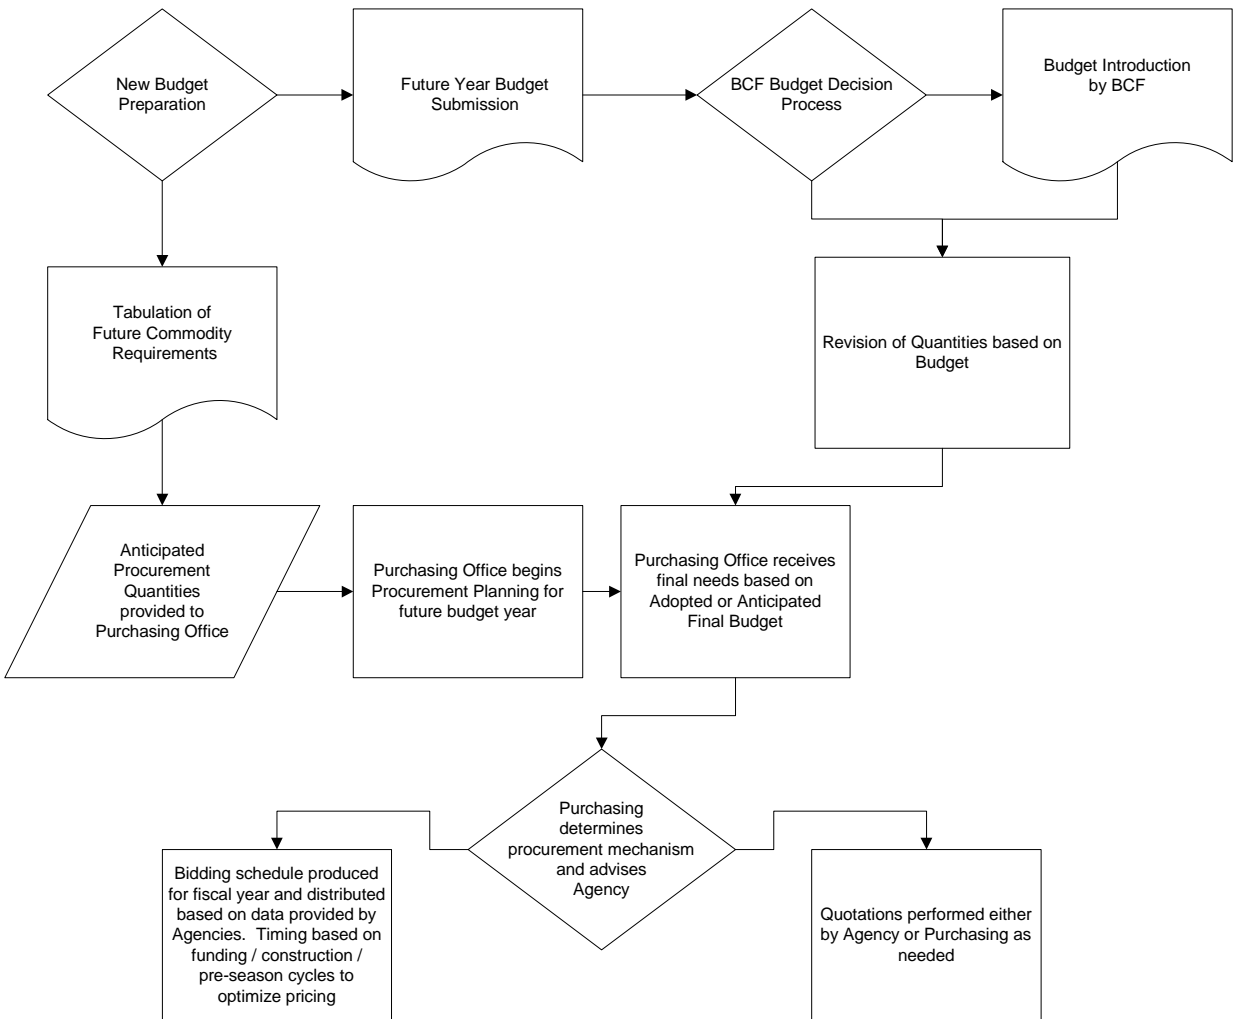 New Budget
Preparation
Future Year Budget
Submission
BCF Budget Decision
Process
Budget Introduction
by BCF
Tabulation of
Future Commodity
Requirements
Revision of Quantities based on
Budget
Anticipated
Procurement
Quantities
provided to
Purchasing Office
Purchasing Office begins
Procurement Planning for
future budget year
Purchasing Office receives
final needs based on
Adopted or Anticipated
Final Budget
Purchasing
determines
procurement mechanism
and advises
Agency
Bidding schedule produced
for fiscal year and distributed
based on data provided by
Agencies.  Timing based on
funding / construction /
pre-season cycles to
optimize pricing
Quotations performed either
by Agency or Purchasing as
needed